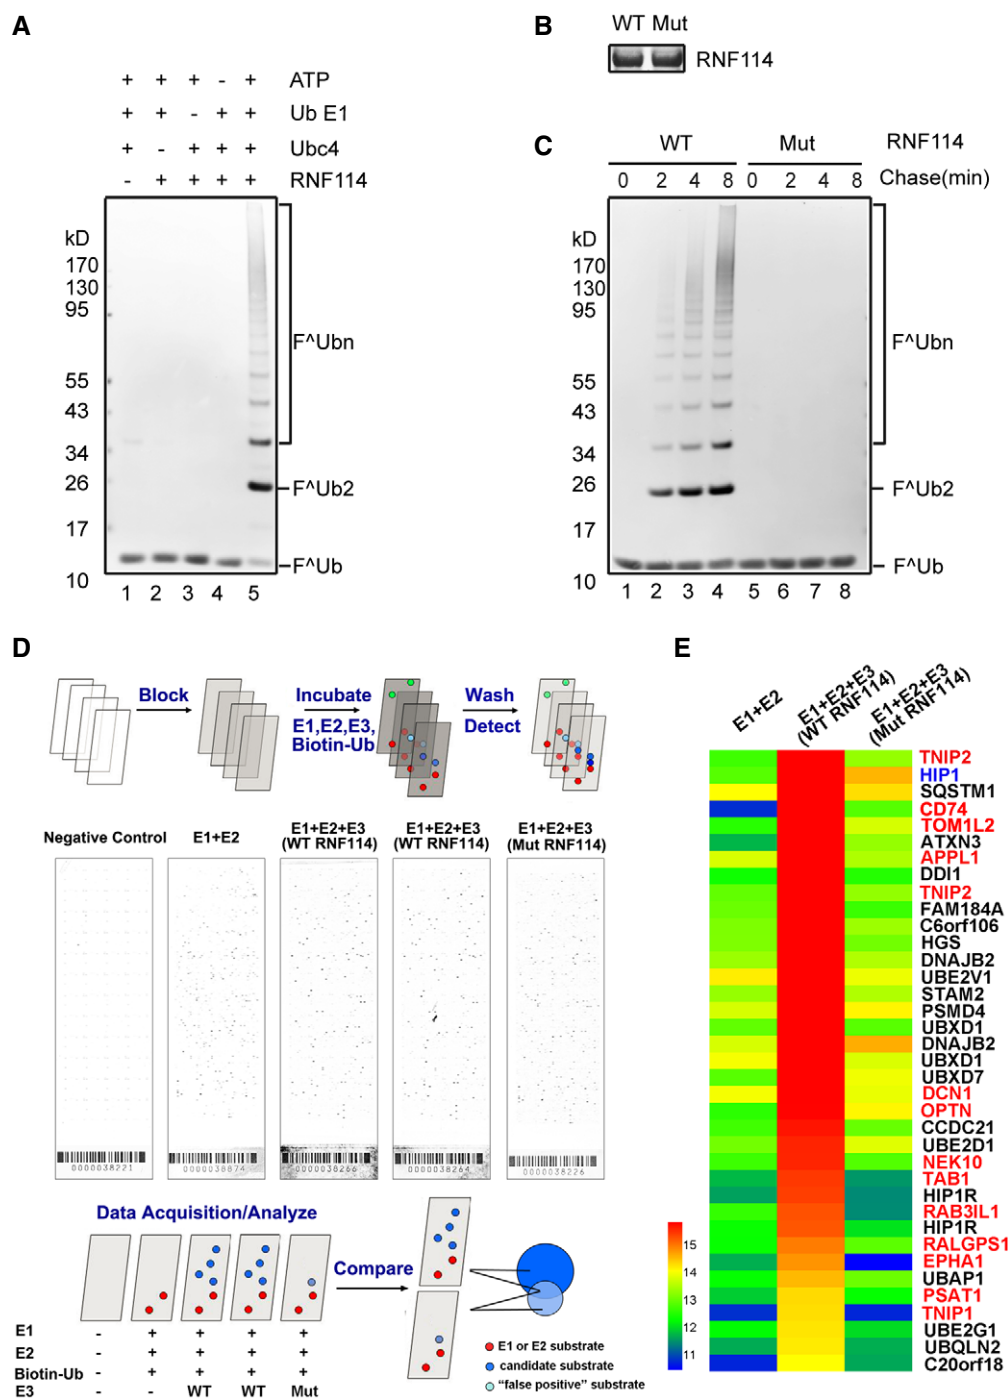 A
+ + + - + ATP
+ + - + + Ub E1
+ - + + + Ubc4
- + + + + RNF114
kD
170
130
95
55
43
34
26
17
10
F^Ubn
F^Ub2
F^Ub
1 2 3 4 5
B
WT Mut
RNF114
C
WT Mut RNF114
0 2 4 8 0 2 4 8 Chase(min)
kD
170
130
95
55
43
34
26
17
10
F^Ubn
F^Ub2
F^Ub
1 2 3 4 5 6 7 8
D
Block
Incubate
E1,E2,E3,
Biotin-Ub
Wash
Detect
Negative Control
E1+E2
E1+E2+E3
(WT RNF114)
E1+E2+E3
(WT RNF114)
E1+E2+E3
(Mut RNF114)
0000038221
0000038674
0000038266
0000038264
0000038226
Data Acquisition/Analyze
Compare
E1 - + + + +
E2 - + + + +
Biotin-Ub - + + + +
E3 - - WT WT Mut
E1 or E2 substrate
candidate substrate
"false positive" substrate
E
E1+E2
E1+E2+E3
(WT RNF114)
E1+E2+E3
(Mut RNF114)
TNIP2
HIP1
SQSTM1
CD74
TOM1L2
ATXN3
APPL1
DDI1
TNIP2
FAM184A
C6orf106
HGS
DNAJB2
UBE2V1
STAM2
PSMD4
UBXD1
DNAJB2
UBXD1
UBXD7
DCN1
OPTN
CCDC21
UBE2D1
NEK10
TAB1
HIP1R
RAB3IL1
HIP1R
RALGPS1
EPHA1
UBAP1
PSAT1
TNIP1
UBE2G1
UBQLN2
C20orf18
15
14
13
12
11